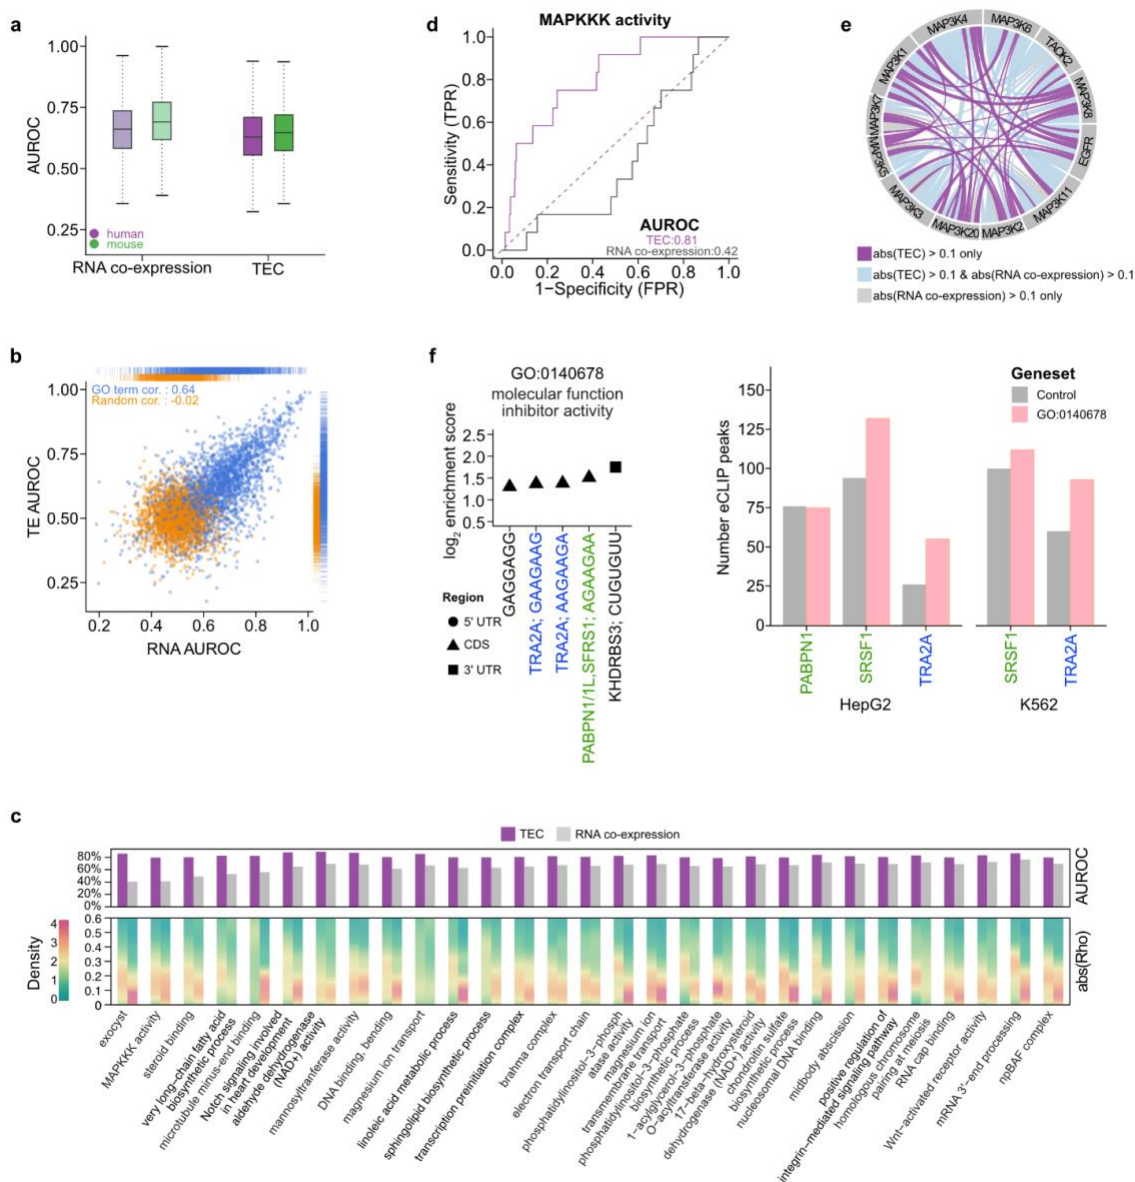 a
1.00
0.75
0.50
0.25
AUROC
human
mouse
RNA co-expression
TEC
d
MAPKKK activity
1.0
0.8
0.6
0.4
0.2
0.0
Sensitivity (TPR)
AUROC
TEC:0.81
RNA co-expression:0.42
0.0 0.2 0.4 0.6 0.8 1.0
1−Specificity (FPR)
e
MAP3K4
MAP3K6
TAOK2
MAP3K8
EGFR
MAP3K11
MAP3K2
MAP3K20
MAP3K3
MAP3K5
MAP3K7
MAP3K1
abs(TEC) > 0.1 only
abs(TEC) > 0.1 & abs(RNA co-expression) > 0.1
abs(RNA co-expression) > 0.1 only
b
GO term cor. : 0.64
Random cor. : -0.02
1.00
0.75
0.50
0.25
TE AUROC
0.2 0.4 0.6 0.8 1.0
RNA AUROC
f
GO:0140678
molecular function
inhibitor activity
2.5
2.0
1.5
1.0
0.5
log2 enrichment score
GAGGAGG
TRA2A; GAAGAAG
TRA2A; AAGAAGA
PABPN1/1L,SFRS1; AGAAGAA
KHDRBS3; CUGUGUU
Region
5' UTR
CDS
3' UTR
150
125
100
75
50
25
0
Number eCLIP peaks
Geneset
Control
GO:0140678
PABPN1
SRSF1
TRA2A
SRSF1
TRA2A
HepG2
K562
c
TEC
RNA co-expression
80%
60%
40%
20%
0%
AUROC
4
3
2
1
0
Density
0.6
0.5
0.4
0.3
0.2
0.1
0
abs(Rho)
exocyst
MAPKKK activity
steroid binding
very long−chain fatty acid
biosynthetic process
microtubule minus−end binding
Notch signaling involved
in heart development
aldehyde dehydrogenase
(NAD+) activity
mannosyltranferase activity
DNA binding, bending
magnesium ion transport
linoleic acid metabolic process
sphingolipid biosynthetic process
transcription preinitiation complex
brahma complex
electron transport chain
phosphatidylinositol−3−phosph
atase activity
magnesium ion
transmembrane transport
phosphatidylinositol−3−phosphate
biosynthetic process
1−acylglycerol−3−phosphate
O−acyltransferase activity
17−beta−hydroxysteroid
dehydrogenase (NAD+) activity
chondroitin sulfate
biosynthetic process
nucleosomal DNA binding
midbody abscission
positive regulation of
integrin−mediated signaling pathway
homologous chromosome
pairing at meiosis
RNA cap binding
Wnt−activated receptor activity
mRNA 3'−end processing
npBAF complex